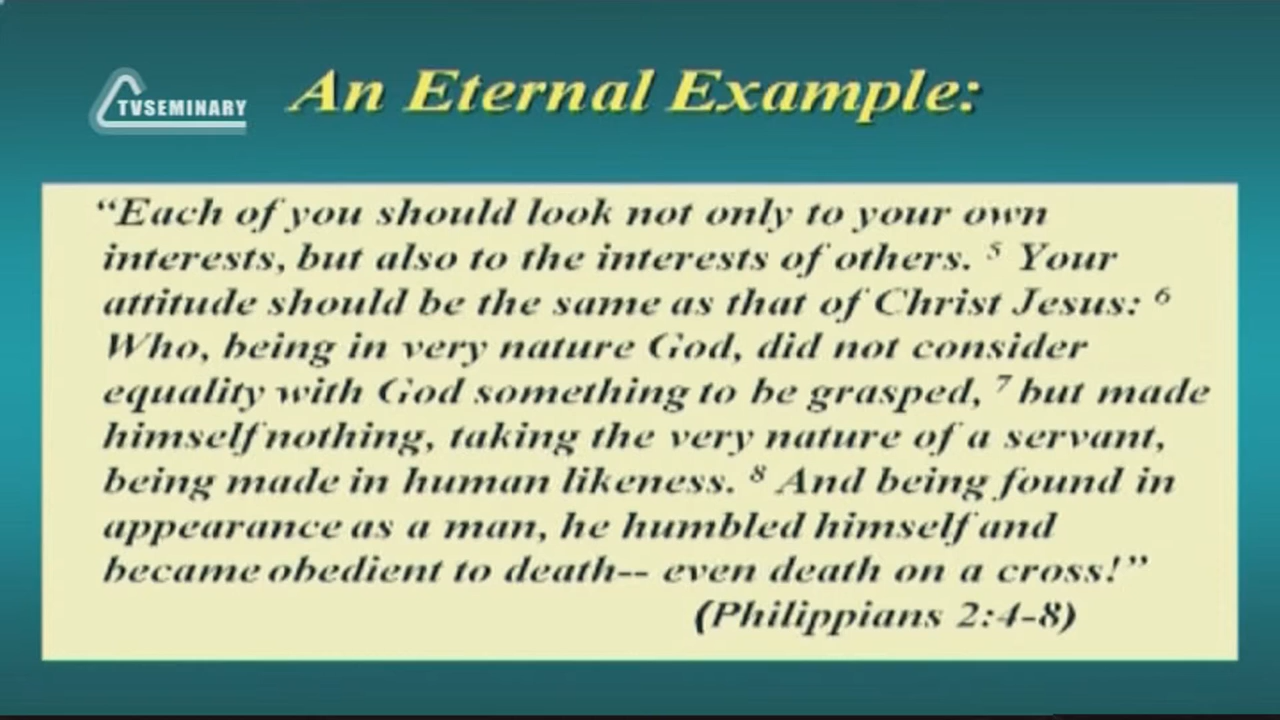 TVSEMINARY
An Eternal Example:
“Each of you should look not only to your own
interests, but also to the interests of others. ⁵ Your
attitude should be the same as that of Christ Jesus: ⁶
Who, being in very nature God, did not consider
equality with God something to be grasped, ⁷ but made
himself nothing, taking the very nature of a servant,
being made in human likeness. ⁸ And being found in
appearance as a man, he humbled himself and
became obedient to death-- even death on a cross!”
(Philippians 2:4-8)